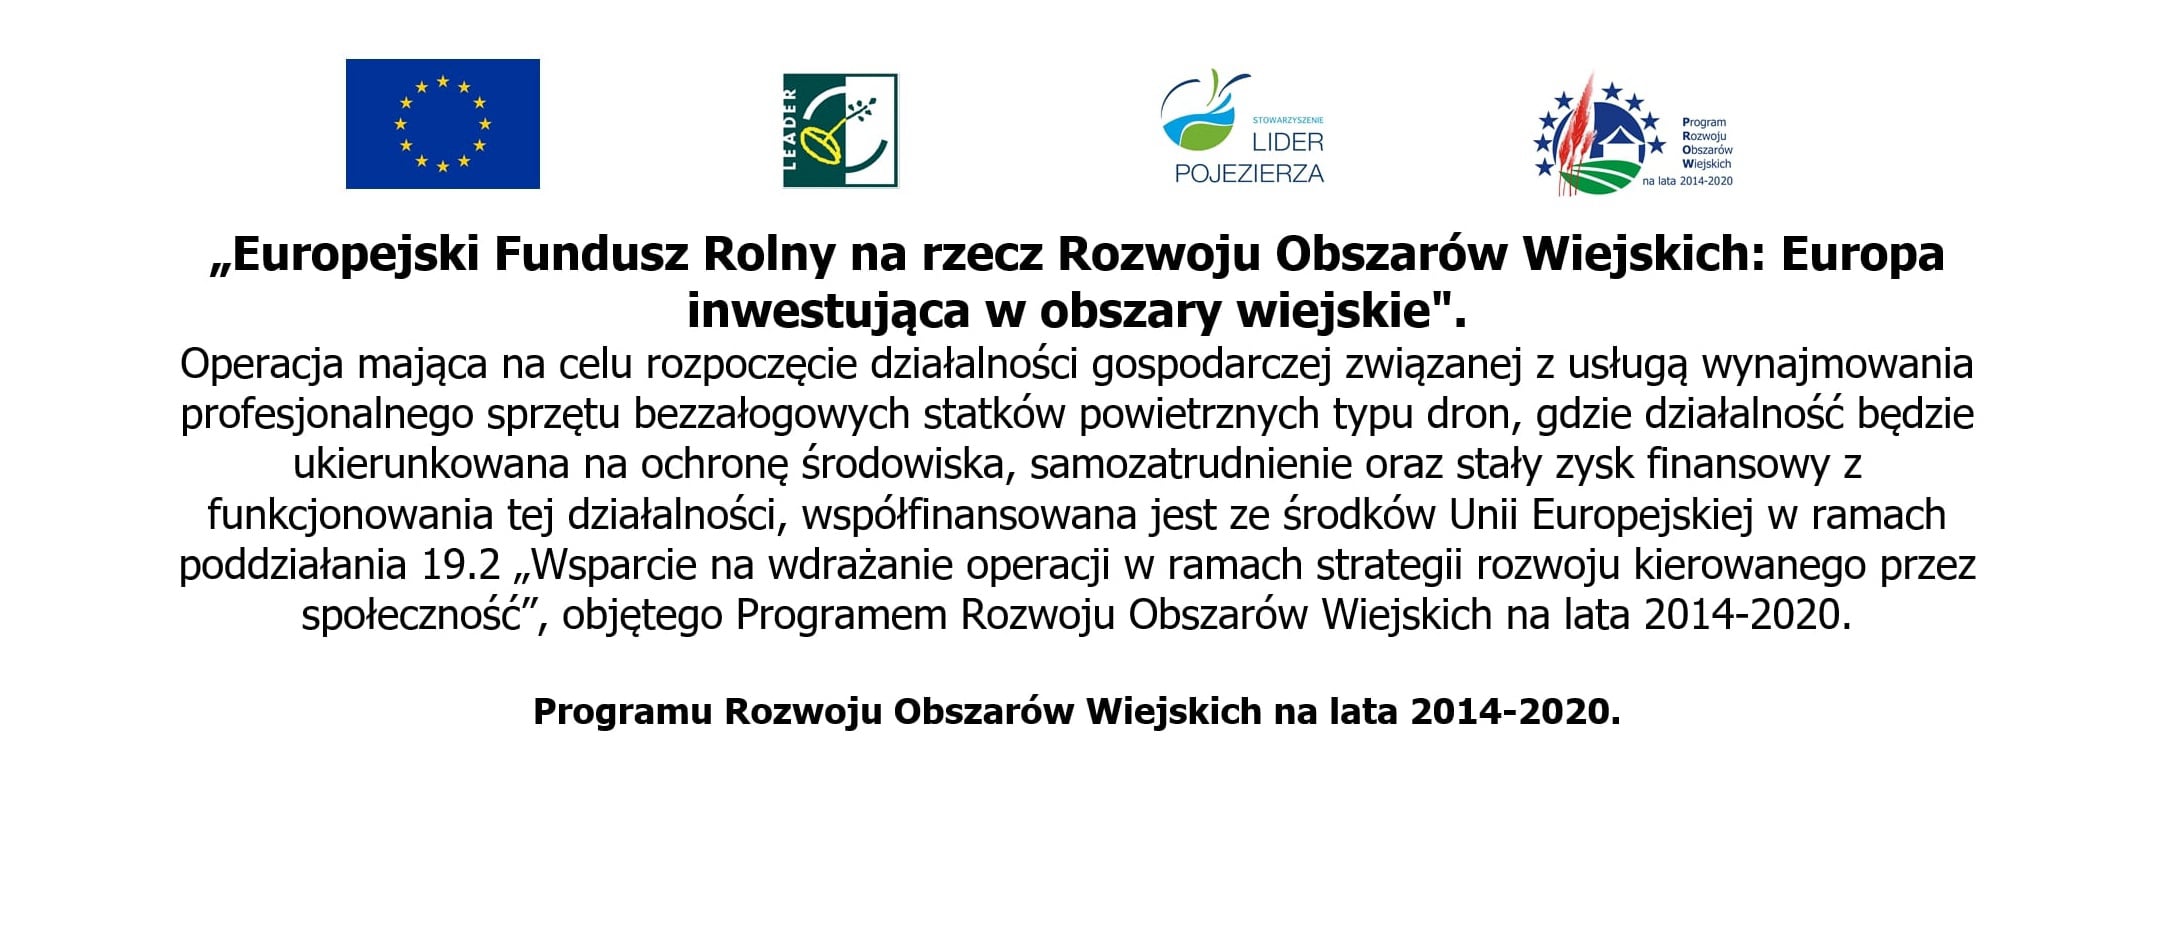 LEADER
STOWARZYSZENIE
LIDER
POJEZIERZA
Program
Rozwoju
Obszarów
Wiejskich
na lata 2014-2020
„Europejski Fundusz Rolny na rzecz Rozwoju Obszarów Wiejskich: Europa
inwestująca w obszary wiejskie".
Operacja mająca na celu rozpoczęcie działalności gospodarczej związanej z usługą wynajmowania
profesjonalnego sprzętu bezzałogowych statków powietrznych typu dron, gdzie działalność będzie
ukierunkowana na ochronę środowiska, samozatrudnienie oraz stały zysk finansowy z
funkcjonowania tej działalności, współfinansowana jest ze środków Unii Europejskiej w ramach
poddziałania 19.2 „Wsparcie na wdrażanie operacji w ramach strategii rozwoju kierowanego przez
społeczność”, objętego Programem Rozwoju Obszarów Wiejskich na lata 2014-2020.
Programu Rozwoju Obszarów Wiejskich na lata 2014-2020.